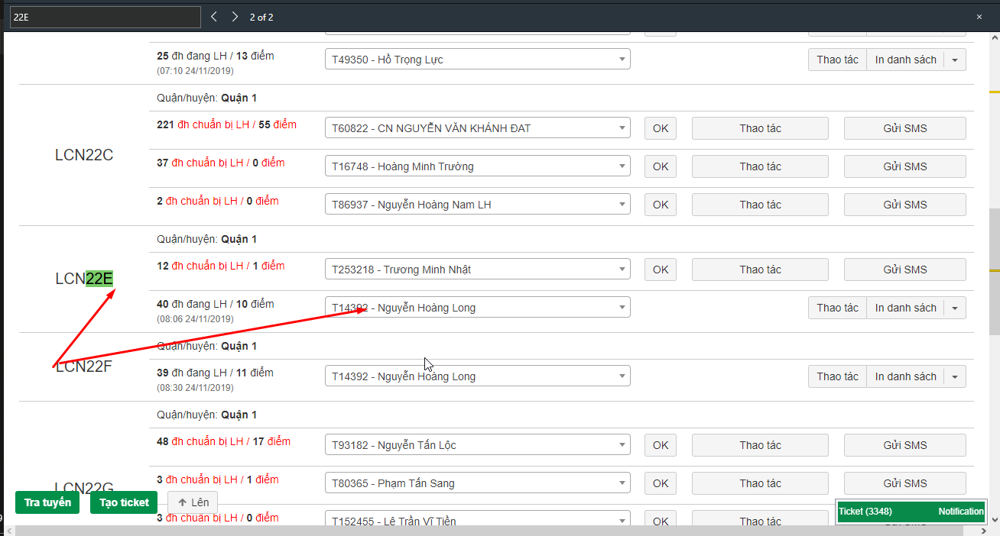 22E 2 of 2 ×
25 đh đang LH / 13 điểm T49350 - Hồ Trọng Lực Thao tác In danh sách
(07:10 24/11/2019)
Quận/huyện: Quận 1
LCN22C
221 đh chuẩn bị LH / 55 điểm T60822 - CN NGUYỄN VĂN KHÁNH ĐẠT OK Thao tác Gửi SMS
37 đh chuẩn bị LH / 0 điểm T16748 - Hoàng Minh Trường OK Thao tác Gửi SMS
2 đh chuẩn bị LH / 0 điểm T86937 - Nguyễn Hoàng Nam LH OK Thao tác Gửi SMS
Quận/huyện: Quận 1
LCN22E
12 đh chuẩn bị LH / 1 điểm T253218 - Trương Minh Nhật OK Thao tác Gửi SMS
40 đh đang LH / 10 điểm T14392 - Nguyễn Hoàng Long Thao tác In danh sách
(08:06 24/11/2019)
Quận/huyện: Quận 1
LCN22F
39 đh đang LH / 11 điểm T14392 - Nguyễn Hoàng Long Thao tác In danh sách
(08:30 24/11/2019)
Quận/huyện: Quận 1
LCN22G
48 đh chuẩn bị LH / 17 điểm T93182 - Nguyễn Tấn Lộc OK Thao tác Gửi SMS
3 đh chuẩn bị LH / 1 điểm T80365 - Phạm Tấn Sang OK Thao tác Gửi SMS
3 đh chuẩn bị LH / 0 điểm T152455 - Lê Trần Vĩ Tiền OK Thao tác
Tra tuyến Tạo ticket Lên
Ticket (3348) Notification